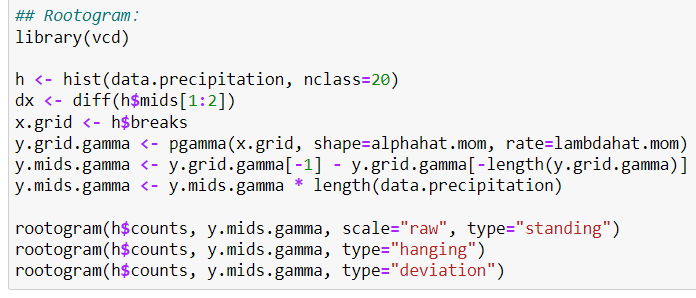 ## Rootogram:
library(vcd)

h <- hist(data.precipitation, nclass=20)
dx <- diff(h$mids[1:2])
x.grid <- h$breaks
y.grid.gamma <- pgamma(x.grid, shape=alphahat.mom, rate=lambdahat.mom)
y.mids.gamma <- y.grid.gamma[-1] - y.grid.gamma[-length(y.grid.gamma)]
y.mids.gamma <- y.mids.gamma * length(data.precipitation)

rootogram(h$counts, y.mids.gamma, scale="raw", type="standing")
rootogram(h$counts, y.mids.gamma, type="hanging")
rootogram(h$counts, y.mids.gamma, type="deviation")